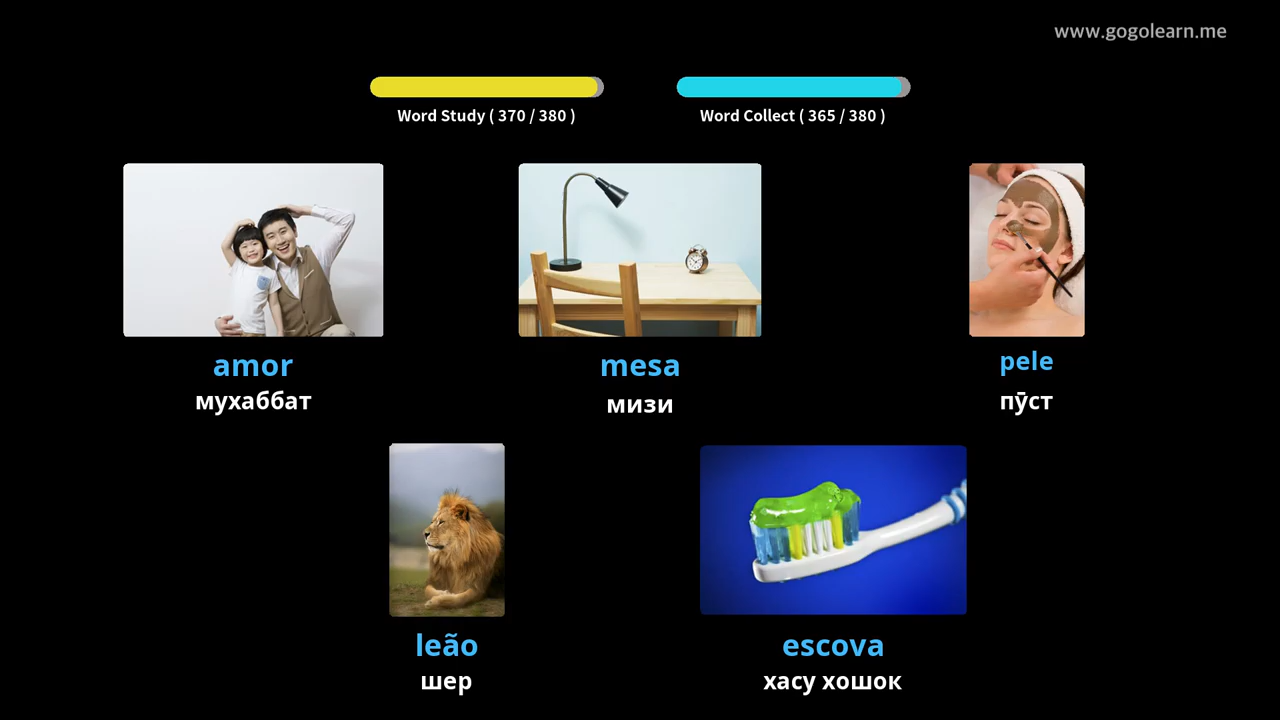 www.gogolearn.me
Word Study ( 370 / 380 )
Word Collect ( 365 / 380 )
amor
мухаббат
mesa
мизи
pele
пӯст
leão
шер
escova
хасу хошок